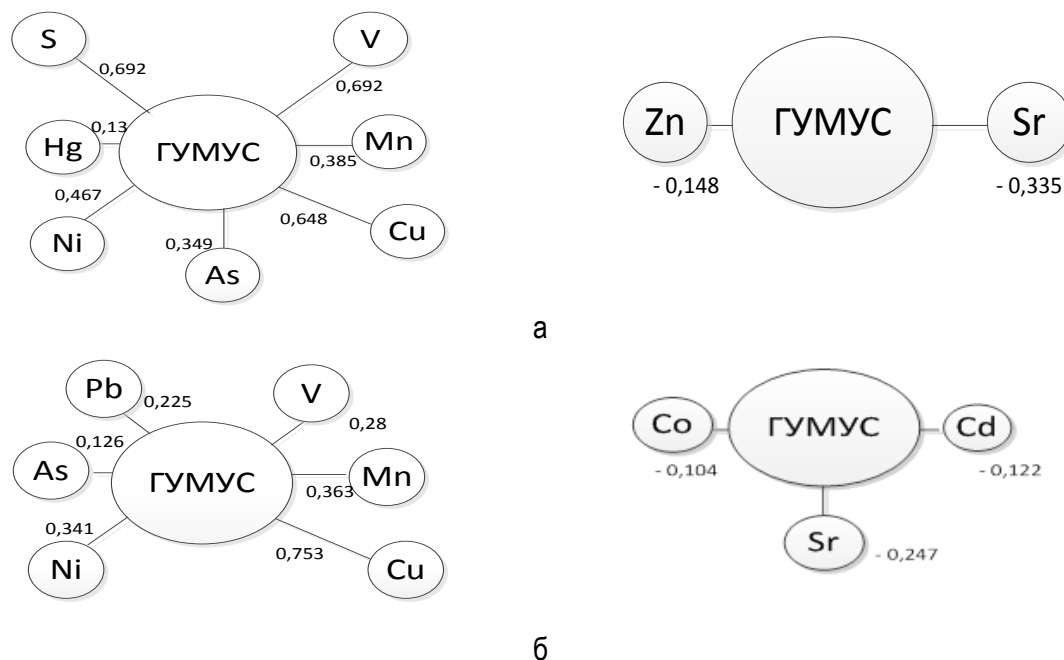 S
V
0,692
0,692
Hg
0,13
ГУМУС
Mn
0,385
0,467
0,648
Ni
0,349
Cu
As
Zn
ГУМУС
Sr
- 0,148
- 0,335
а
Pb
V
0,225
0,28
As
0,126
ГУМУС
Mn
0,363
0,341
0,753
Ni
Cu
Co
ГУМУС
Cd
- 0,104
- 0,122
Sr
- 0,247
б